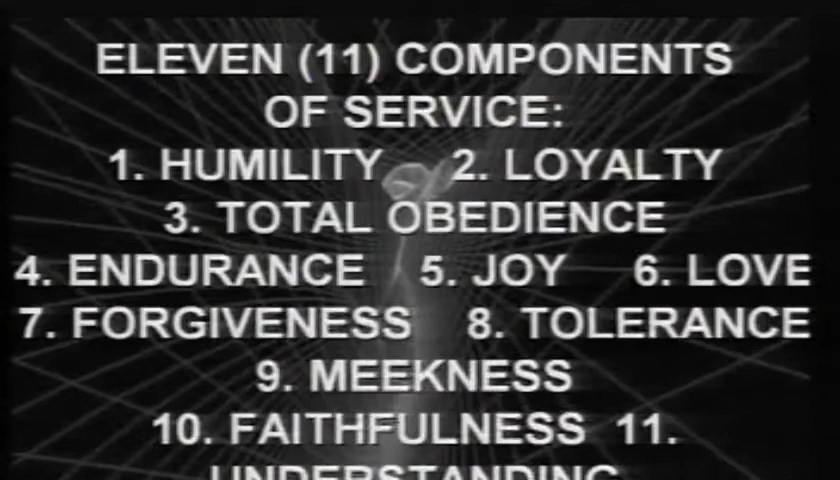 ELEVEN (11) COMPONENTS
OF SERVICE:
1. HUMILITY 2. LOYALTY
3. TOTAL OBEDIENCE
4. ENDURANCE 5. JOY 6. LOVE
7. FORGIVENESS 8. TOLERANCE
9. MEEKNESS
10. FAITHFULNESS 11.
UNDERSTANDING